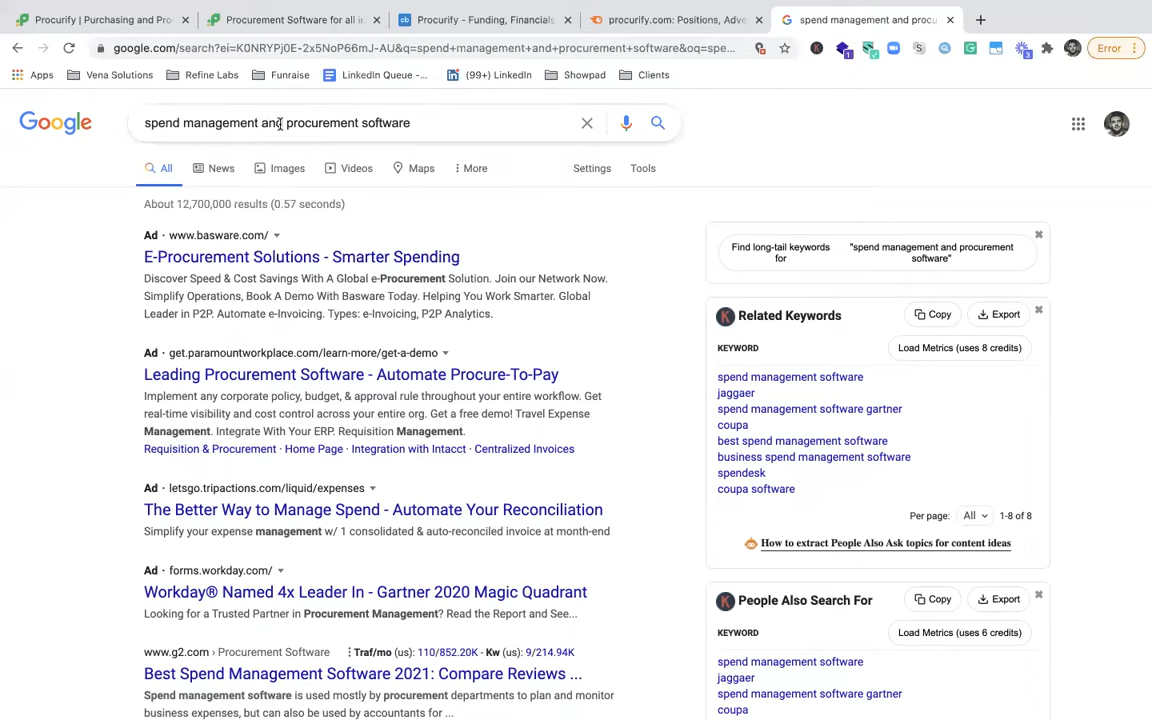 Procurify | Purchasing and Pro
Procurement Software for all i
Procurify - Funding, Financials
procurify.com: Positions, Adve
spend management and procu
google.com/search?ei=K0NRYPj0E-2x5NoP66mJ-AU&q=spend+management+and+procurement+software&oq=spe...
Error
Apps
Vena Solutions
Refine Labs
Funraise
LinkedIn Queue -...
(99+) LinkedIn
Showpad
Clients
Google
spend management and procurement software
All
News
Images
Videos
Maps
More
Settings
Tools
About 12,700,000 results (0.57 seconds)
Ad · www.basware.com/
E-Procurement Solutions - Smarter Spending
Discover Speed & Cost Savings With A Global e-Procurement Solution. Join our Network Now.
Simplify Operations, Book A Demo With Basware Today. Helping You Work Smarter. Global
Leader in P2P. Automate e-Invoicing. Types: e-Invoicing, P2P Analytics.
Ad · get.paramountworkplace.com/learn-more/get-a-demo
Leading Procurement Software - Automate Procure-To-Pay
Implement any corporate policy, budget, & approval rule throughout your entire workflow. Get
real-time visibility and cost control across your entire org. Get a free demo! Travel Expense
Management. Integrate With Your ERP. Requisition Management.
Requisition & Procurement · Home Page · Integration with Intacct · Centralized Invoices
Ad · letsgo.tripactions.com/liquid/expenses
The Better Way to Manage Spend - Automate Your Reconciliation
Simplify your expense management w/ 1 consolidated & auto-reconciled invoice at month-end
Ad · forms.workday.com/
Workday® Named 4x Leader In - Gartner 2020 Magic Quadrant
Looking for a Trusted Partner in Procurement Management? Read the Report and See...
www.g2.com › Procurement Software
Traf/mo (us): 110/852.20K - Kw (us): 9/214.94K
Best Spend Management Software 2021: Compare Reviews ...
Spend management software is used mostly by procurement departments to plan and monitor
business expenses, but can also be used by accountants for ...
Find long-tail keywords
for
"spend management and procurement
software"
Related Keywords
Copy
Export
KEYWORD
Load Metrics (uses 8 credits)
spend management software
jaggaer
spend management software gartner
coupa
best spend management software
business spend management software
spendesk
coupa software
Per page: All 1-8 of 8
How to extract People Also Ask topics for content ideas
People Also Search For
Copy
Export
KEYWORD
Load Metrics (uses 6 credits)
spend management software
jaggaer
spend management software gartner
coupa